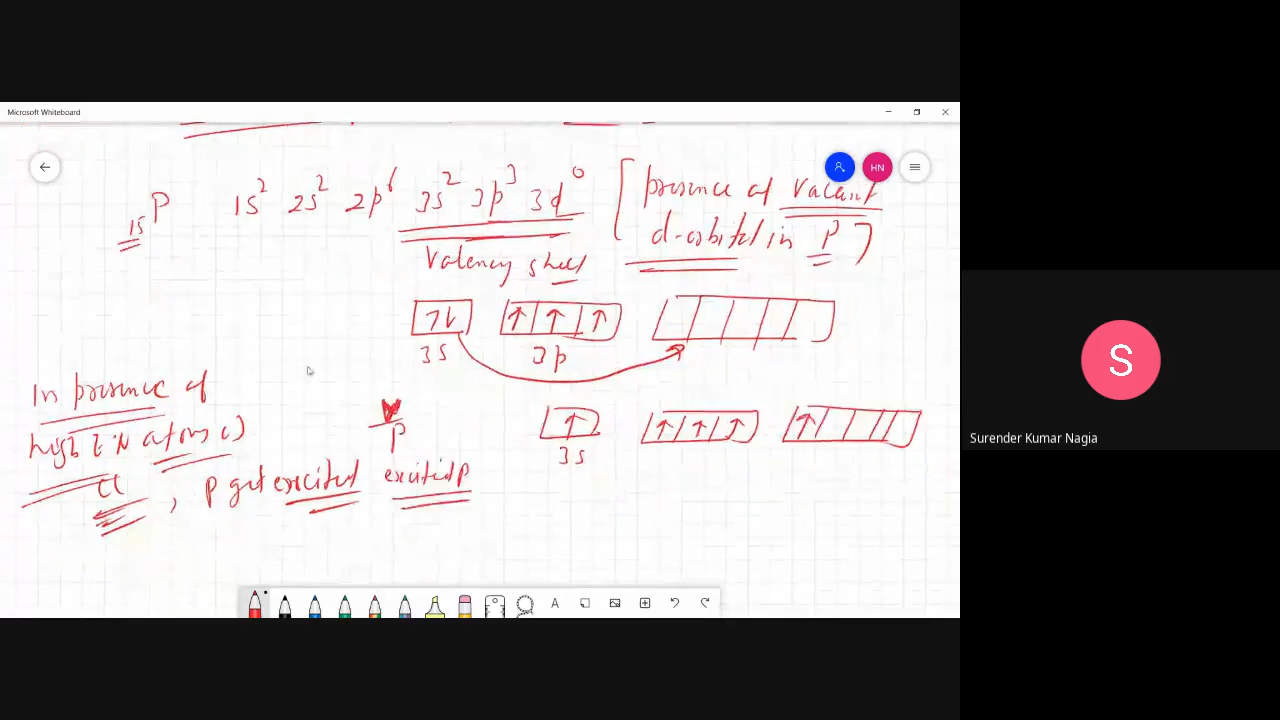 Microsoft Whiteboard
HN
15P 1s² 2s² 2p⁶ 3s² 3p³ 3d⁰ [presence of vacant
d-orbital in P]
Valency shell
3s 3p
In presence of
high E.N atoms
Cl, P get excited excited P
P
3s
A
S
Surender Kumar Nagia